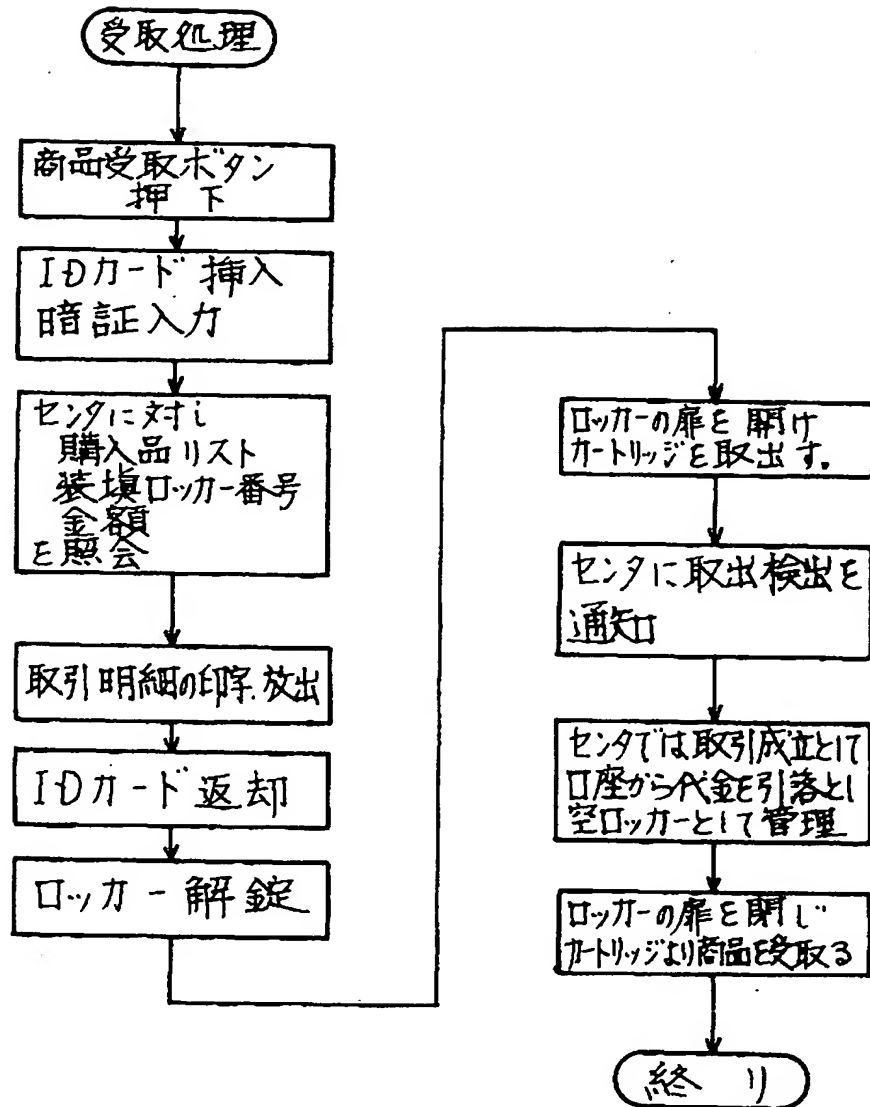 受取処理
商品受取ボタン
押下
IDカード挿入
暗証入力
センタに対し
購入品リスト
装填ロッカー番号
金額
を照会
取引明細の印字.放出
IDカード返却
ロッカー解錠
ロッカーの扉を開け
カートリッジを取出す.
センタに取出検出を
通知
センタでは取引成立として
口座から代金を引落とし
空ロッカーとして管理
ロッカーの扉を閉じ
カートリッジより商品を受取る
終り